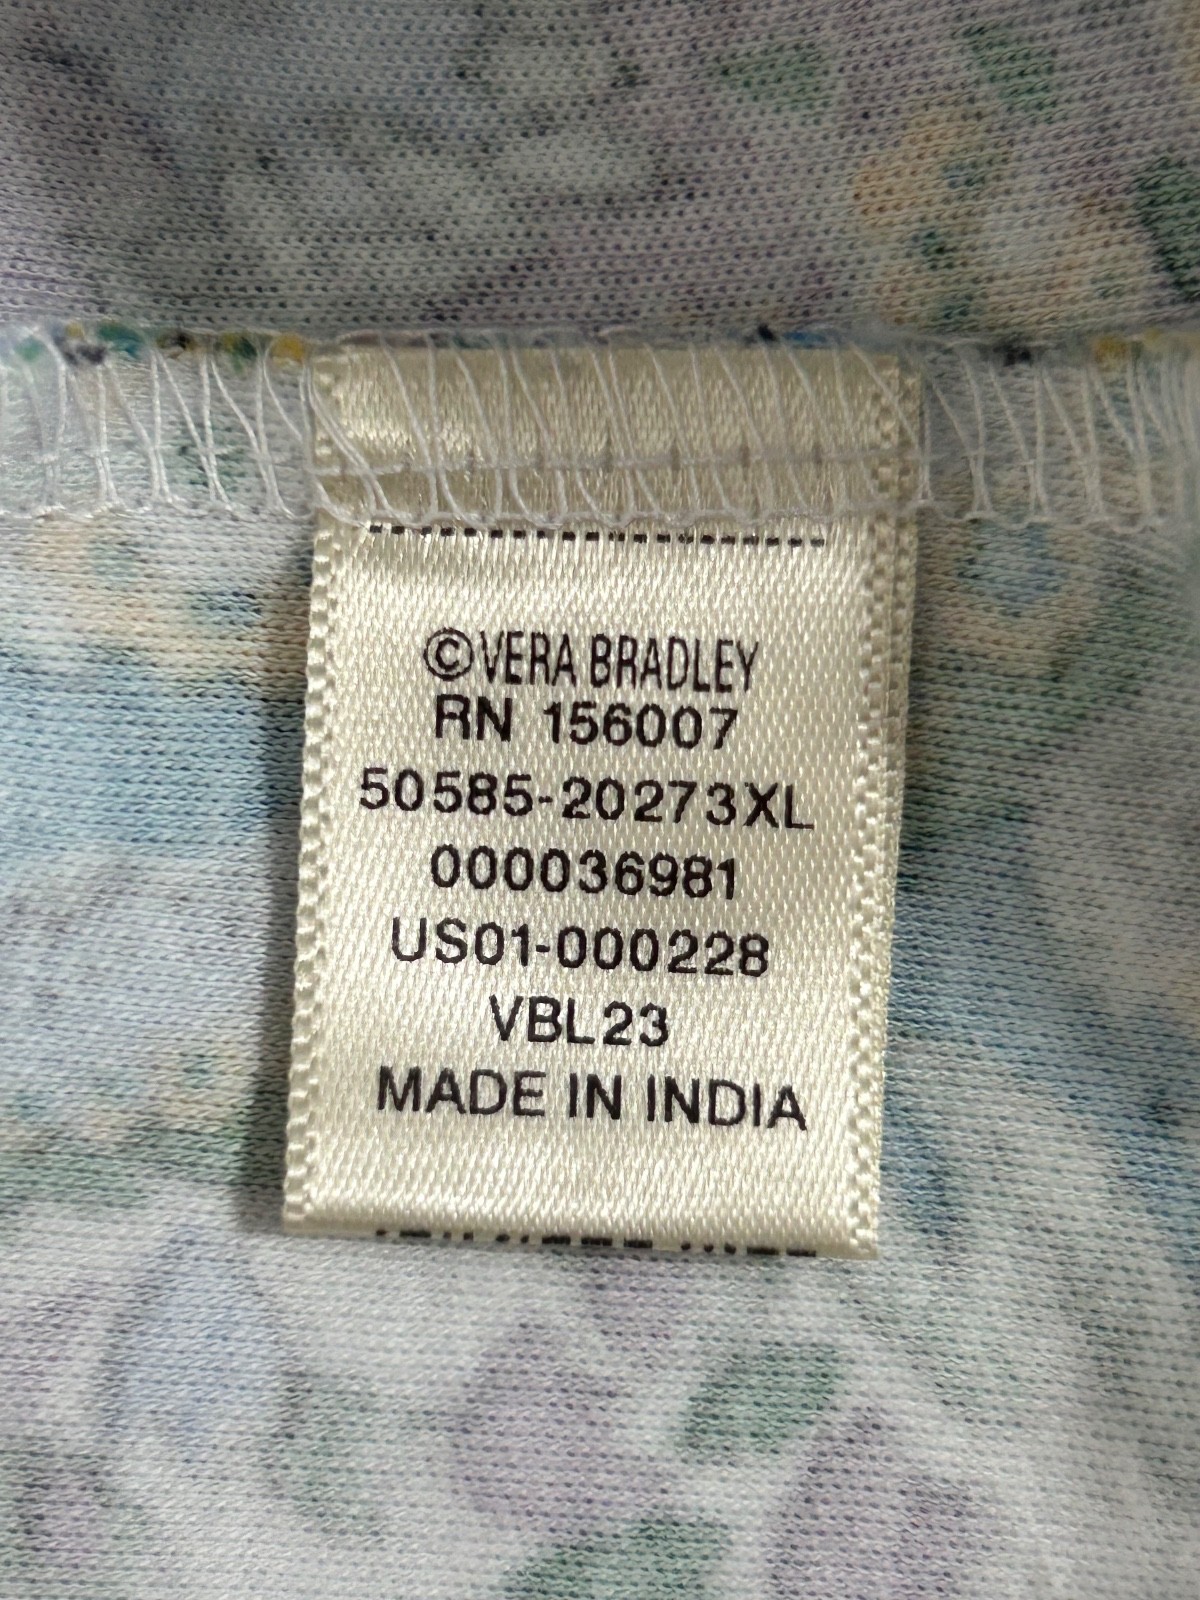 ©VERA BRADLEY
RN 156007
50585-20273XL
000036981
US01-000228
VBL23
MADE IN INDIA